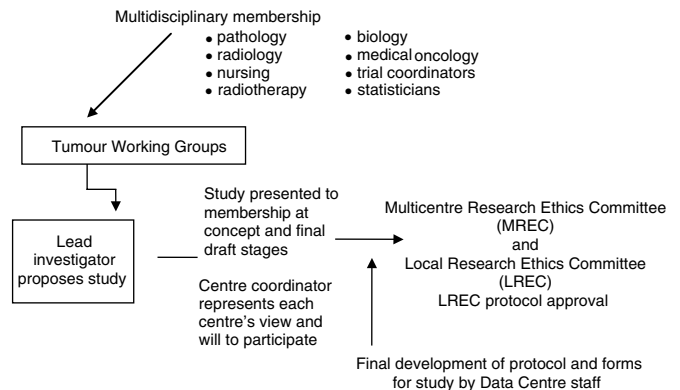 Multidisciplinary membership
• pathology
• radiology
• nursing
• radiotherapy
• biology
• medical oncology
• trial coordinators
• statisticians
Tumour Working Groups
Lead
investigator
proposes study
Study presented to
membership at
concept and final
draft stages
Centre coordinator
represents each
centre's view and
will to participate
Multicentre Research Ethics Committee
(MREC)
and
Local Research Ethics Committee
(LREC)
LREC protocol approval
Final development of protocol and forms
for study by Data Centre staff